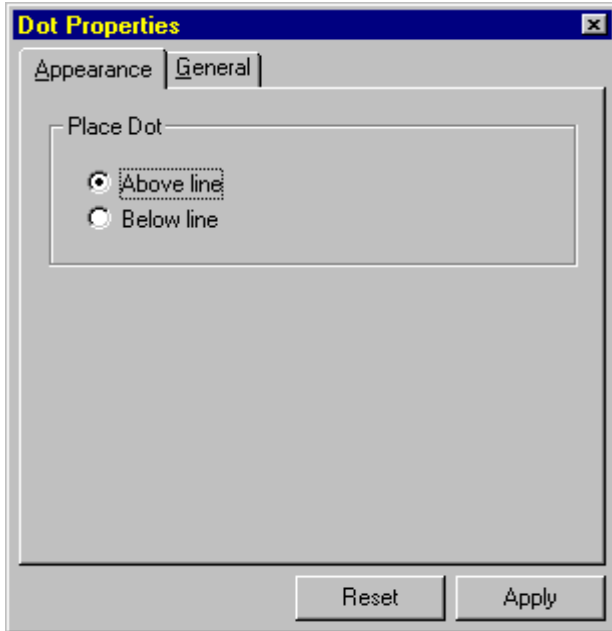 Dot Properties
Appearance General
Place Dot
Above line
Below line
Reset Apply